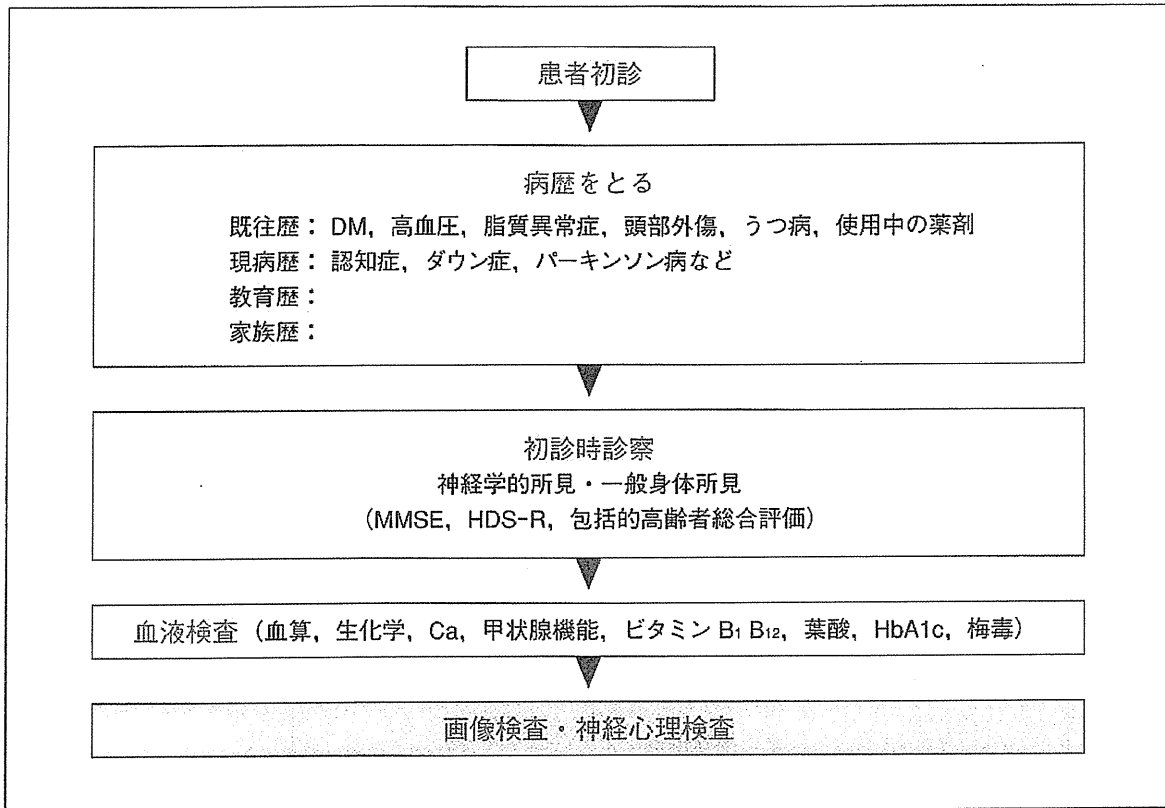 患者初診
病歴をとる
既往歴：DM，高血圧，脂質異常症，頭部外傷，うつ病，使用中の薬剤
現病歴：認知症，ダウン症，パーキンソン病など
教育歴：
家族歴：
初診時診察
神経学的所見・一般身体所見
（MMSE，HDS-R，包括的高齢者総合評価）
血液検査（血算，生化学，Ca，甲状腺機能，ビタミン B₁ B₁₂，葉酸，HbA1c，梅毒）
画像検査・神経心理検査